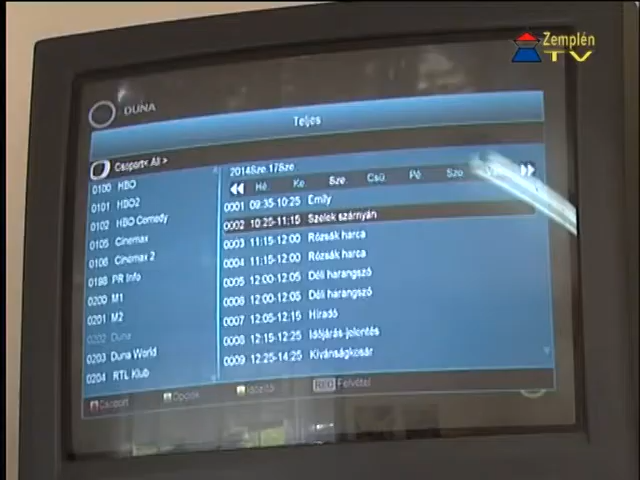 Zemplén
TV
DUNA
Teljes
Csoport< All >
0100 HBO
0101 HBO2
0102 HBO Comedy
0105 Cinemax
0106 Cinemax 2
0198 PR Info
0200 M1
0201 M2
0202 Duna
0203 Duna World
0204 RTL Klub
2014Sze.17Sze.
Hé. Ke. Sze. Csü. Pé. Szo.
0001 09:35-10:25 Emily
0002 10:25-11:15 Szelek szárnyán
0003 11:15-12:00 Rózsák harca
0004 11:15-12:00 Rózsák harca
0005 12:00-12:05 Déli harangszó
0006 12:00-12:05 Déli harangszó
0007 12:05-12:15 Híradó
0008 12:15-12:25 Időjárás-jelentés
0009 12:25-14:25 Kívánságkosár
Csoport Opciók Időzítő REC Felvétel